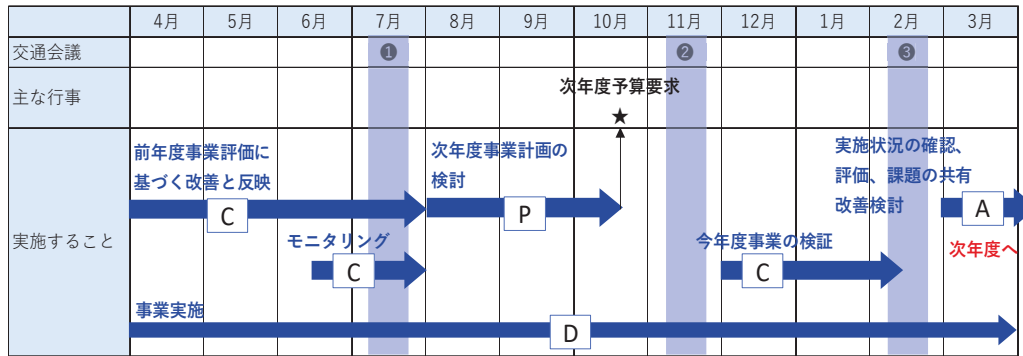 4月 5月 6月 7月 8月 9月 10月 11月 12月 1月 2月 3月
交通会議 ❶ ❷ ❸
主な行事
次年度予算要求
★
実施すること
前年度事業評価に
基づく改善と反映
C
次年度事業計画の
検討
P
実施状況の確認、
評価、課題の共有
改善検討
A
次年度へ
モニタリング
C
今年度事業の検証
C
事業実施
D